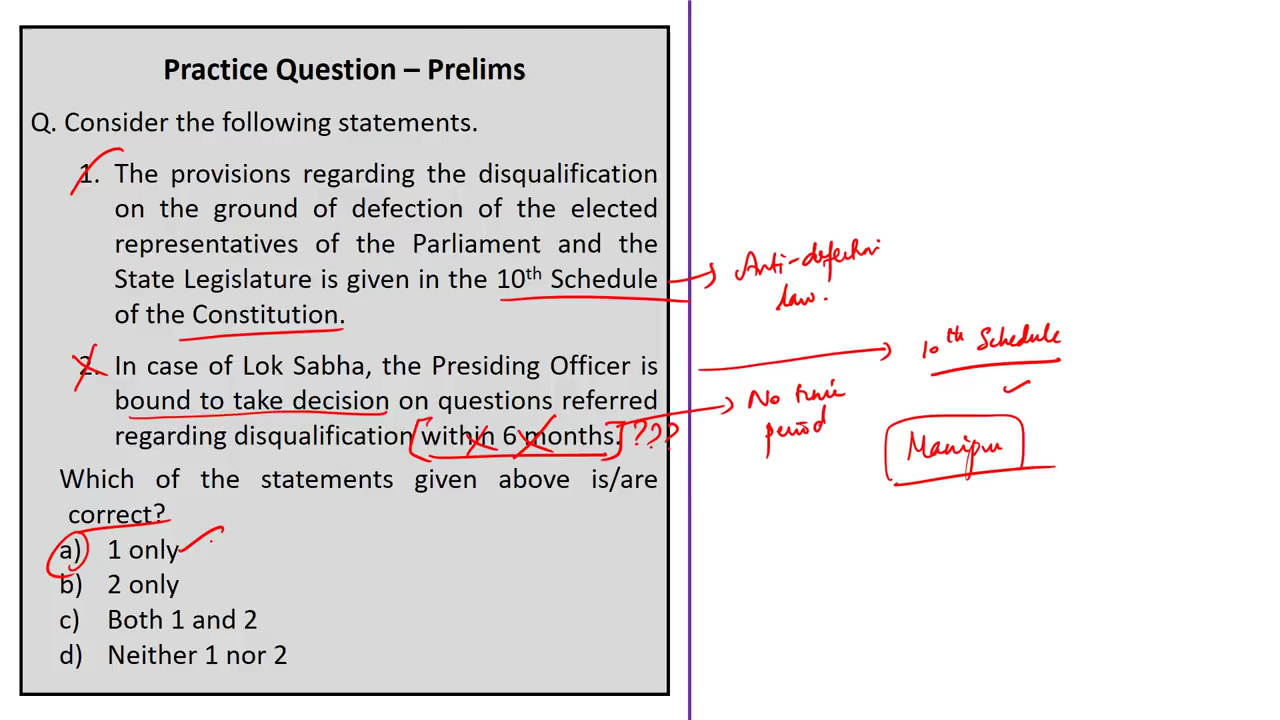 Practice Question – Prelims
Q. Consider the following statements.
1. The provisions regarding the disqualification
on the ground of defection of the elected
representatives of the Parliament and the
State Legislature is given in the 10th Schedule
of the Constitution.
2. In case of Lok Sabha, the Presiding Officer is
bound to take decision on questions referred
regarding disqualification [within 6 months.] ???
Which of the statements given above is/are
correct?
a) 1 only
b) 2 only
c) Both 1 and 2
d) Neither 1 nor 2
Anti-defection
law.
10th Schedule
No time
period
Manipur